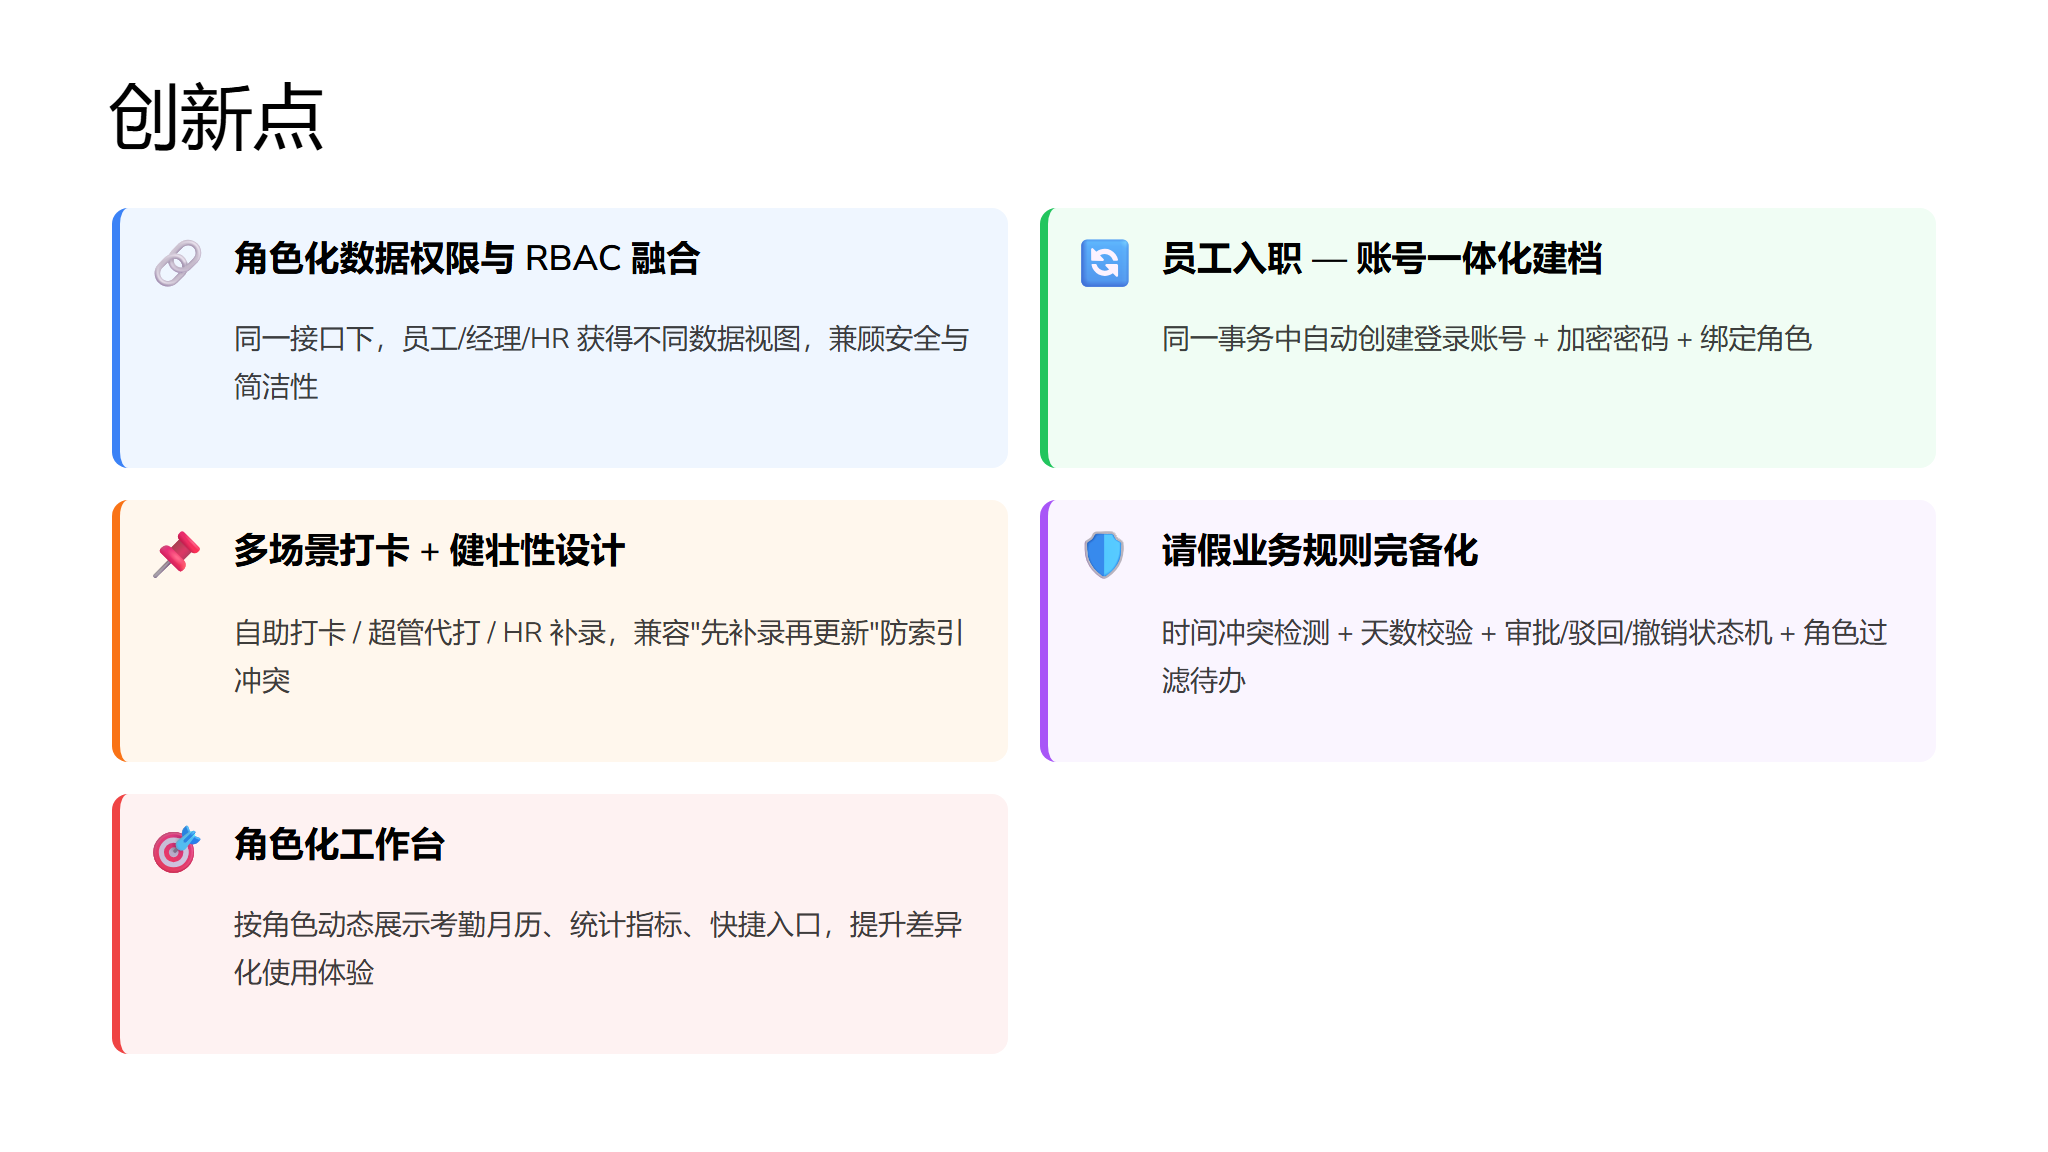 创新点
角色化数据权限与 RBAC 融合
同一接口下，员工/经理/HR 获得不同数据视图，兼顾安全与
简洁性
员工入职 — 账号一体化建档
同一事务中自动创建登录账号 + 加密密码 + 绑定角色
多场景打卡 + 健壮性设计
自助打卡 / 超管代打 / HR 补录，兼容"先补录再更新"防索引
冲突
请假业务规则完备化
时间冲突检测 + 天数校验 + 审批/驳回/撤销状态机 + 角色过
滤待办
角色化工作台
按角色动态展示考勤月历、统计指标、快捷入口，提升差异
化使用体验